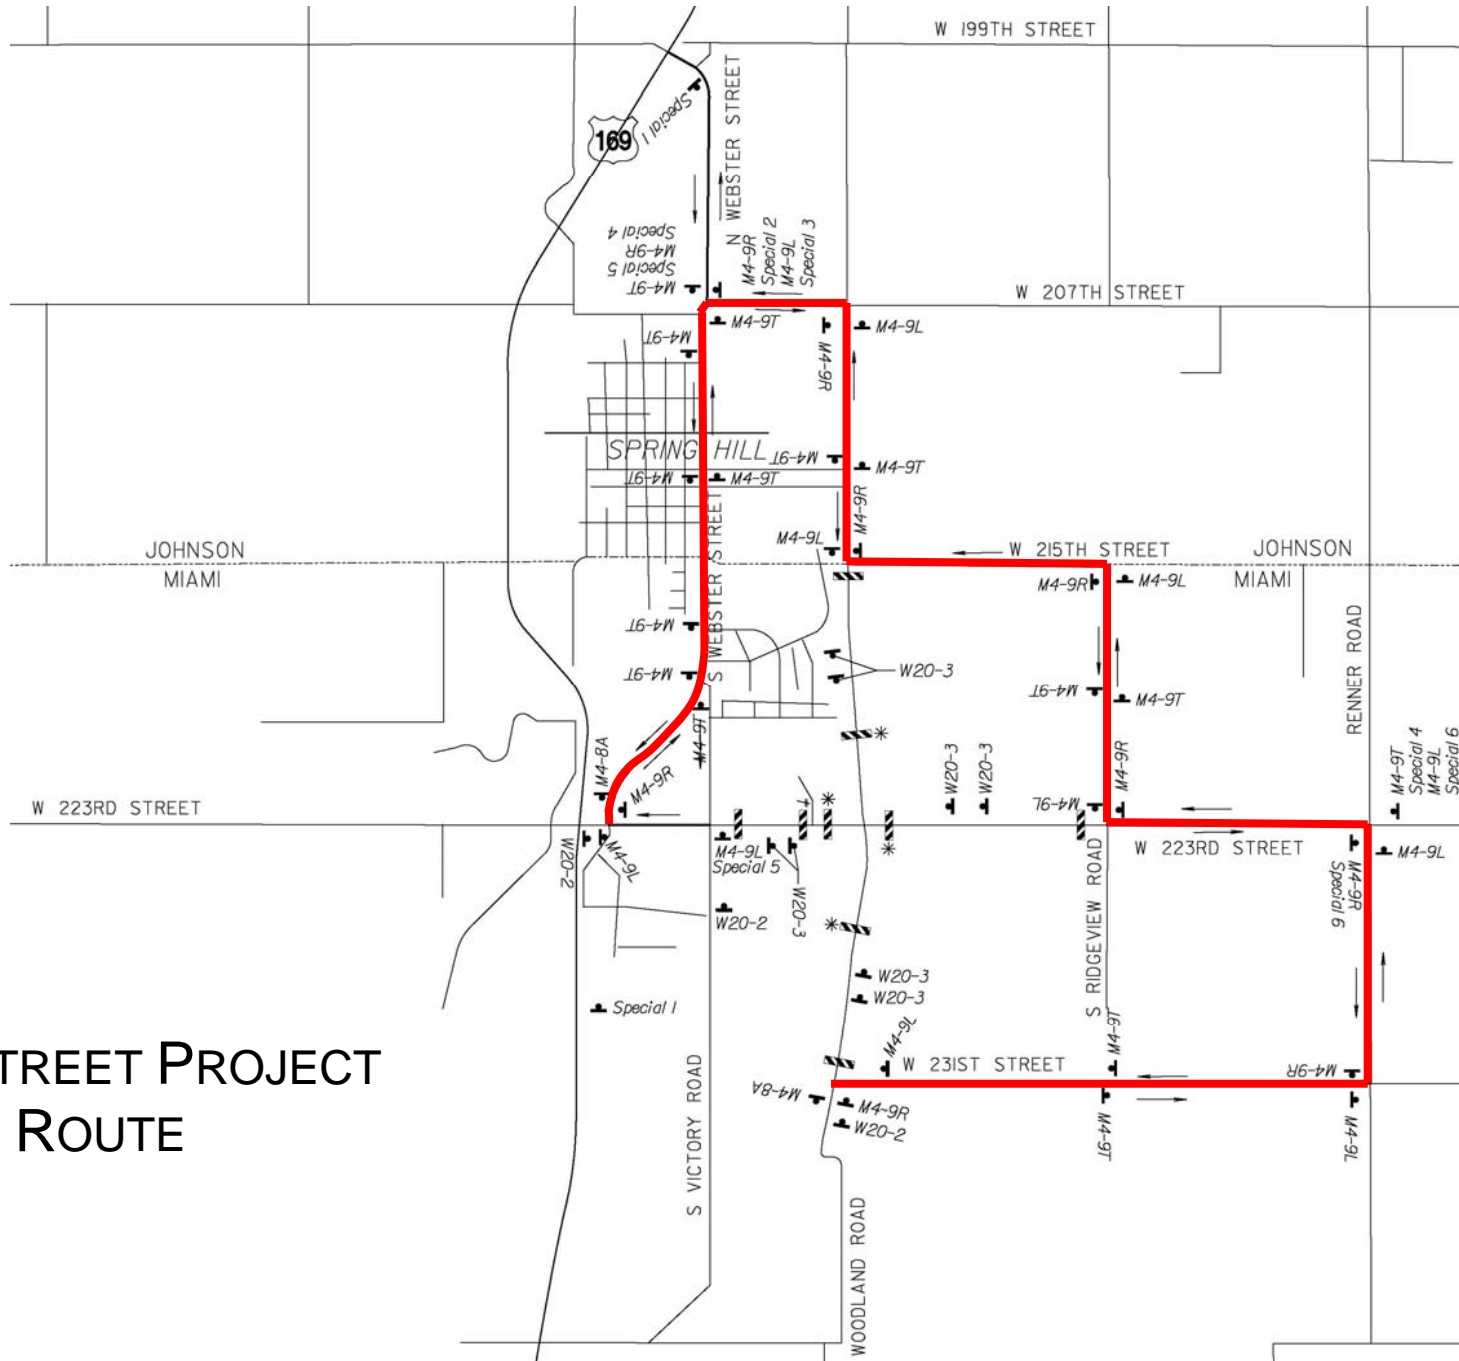 W 199TH STREET
N WEBSTER STREET
169
Special 1
Special 4
M4-9R
Special 5
M4-9T
M4-9R
Special 2
M4-9L
Special 3
W 207TH STREET
M4-9T
M4-9T
M4-9R
M4-9L
SPRING HILL
M4-9T
M4-9T
M4-9T
M4-9T
M4-9R
S WEBSTER STREET
M4-9L
W 215TH STREET
JOHNSON
MIAMI
JOHNSON
MIAMI
M4-9R
M4-9L
M4-9T
M4-9T
W20-3
M4-9T
M4-9T
RENNER ROAD
M4-9T
M4-8A
M4-9R
M4-9T
Special 4
M4-9L
Special 6
W20-3
W20-3
M4-9L
M4-9R
W 223RD STREET
*
*
*
*
W20-2
M4-9L
M4-9L
Special 5
W20-3
W20-2
S RIDGEVIEW ROAD
W 223RD STREET
M4-9R
Special 6
M4-9L
W20-3
W20-3
Special 1
M4-9L
W 231ST STREET
M4-9T
M4-9R
M4-8A
M4-9R
W20-2
M4-9T
M4-9L
S VICTORY ROAD
WOODLAND ROAD
TREET PROJECT
ROUTE